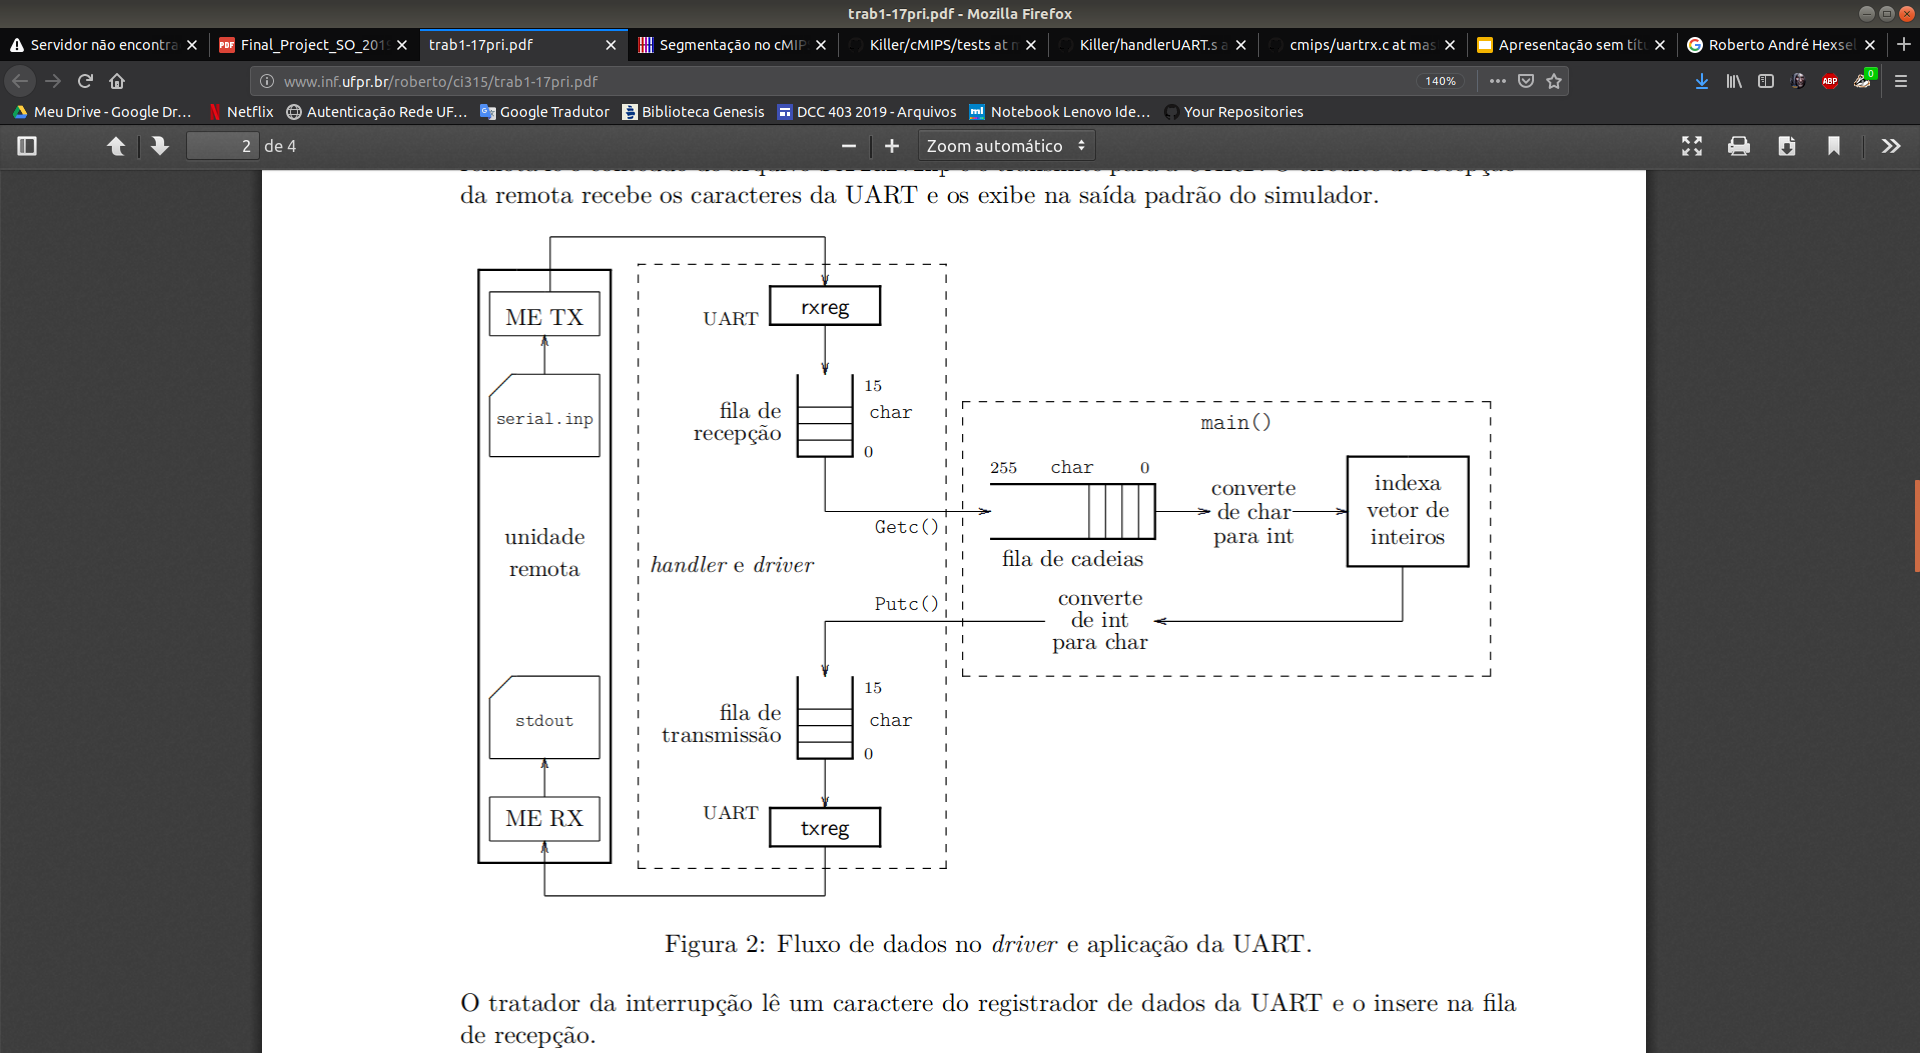 trab1-17pri.pdf - Mozilla Firefox
Servidor não encontra
PDF Final_Project_SO_201
trab1-17pri.pdf
Segmentação no cMIP
Killer/cMIPS/tests at m
Killer/handlerUART.s a
cmips/uartrx.c at mas
Apresentação sem títu
Roberto André Hexsel
www.inf.ufpr.br/roberto/ci315/trab1-17pri.pdf
140%
ABP
0
Meu Drive - Google Dr…
Netflix
Autenticação Rede UF…
Google Tradutor
Biblioteca Genesis
DCC 403 2019 - Arquivos
ml Notebook Lenovo Ide…
Your Repositories
2 de 4
Zoom automático
da remota recebe os caracteres da UART e os exibe na saída padrão do simulador.
ME TX
serial.inp
unidade
remota
stdout
ME RX
UART
rxreg
fila de
recepção
15
char
0
Getc()
handler e driver
Putc()
fila de
transmissão
15
char
0
UART
txreg
main()
255 char 0
fila de cadeias
converte
de char
para int
indexa
vetor de
inteiros
converte
de int
para char
Figura 2: Fluxo de dados no driver e aplicação da UART.
O tratador da interrupção lê um caractere do registrador de dados da UART e o insere na fila
de recepção.